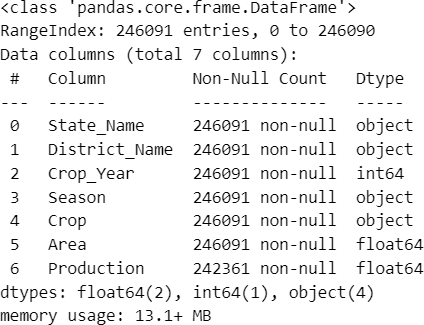 <class 'pandas.core.frame.DataFrame'>
RangeIndex: 246091 entries, 0 to 246090
Data columns (total 7 columns):
 #   Column         Non-Null Count   Dtype
---  ------         --------------   -----
 0   State_Name     246091 non-null  object
 1   District_Name  246091 non-null  object
 2   Crop_Year      246091 non-null  int64
 3   Season         246091 non-null  object
 4   Crop           246091 non-null  object
 5   Area           246091 non-null  float64
 6   Production     242361 non-null  float64
dtypes: float64(2), int64(1), object(4)
memory usage: 13.1+ MB